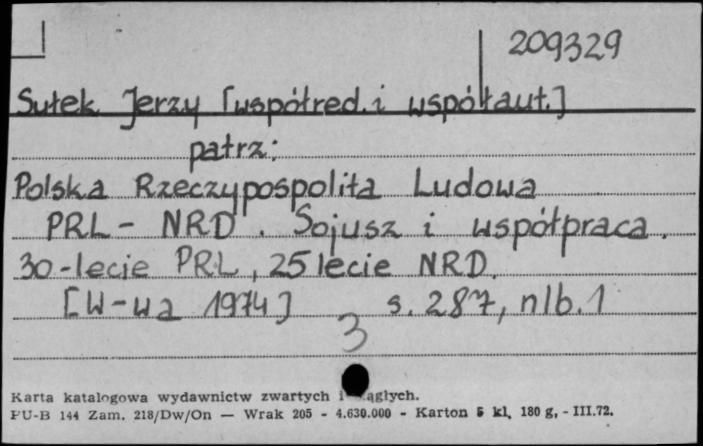 209329
Sułek Jerzy [współred. i współaut.]
patrz:
Polska Rzeczypospolita Ludowa
PRL - NRD. Sojusz i współpraca.
30-lecie PRL, 25 lecie NRD.
[W-wa 1974] s. 287, nlb. 1
3
Karta katalogowa wydawnictw zwartych i ągłych.
PU-B 144 Zam. 218/Dw/On — Wrak 205 - 4.630.000 - Karton 5 kl. 180 g, - III.72.